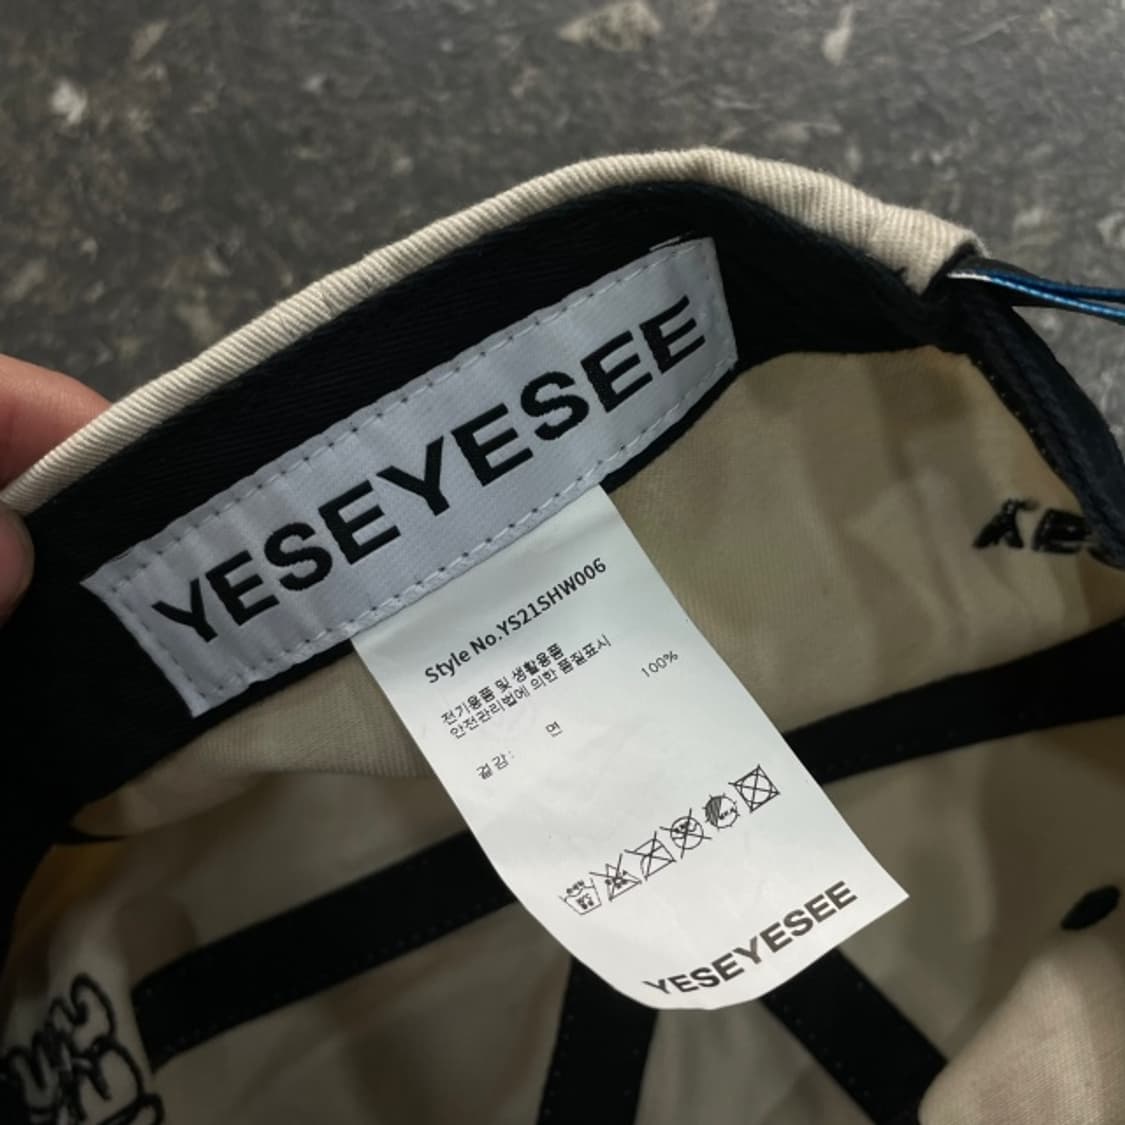 YESEYESEE
Style No.YS21SHW006
전기용품 및 생활용품
안전관리법에 의한 품질표시
겉감: 면 100%
YESEYESEE